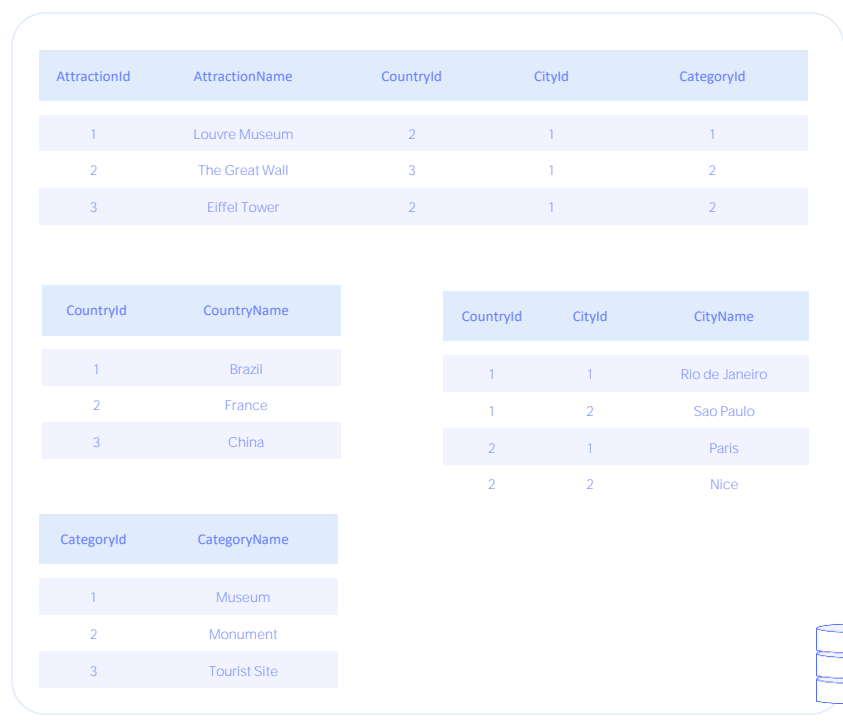 AttractionId AttractionName CountryId CityId CategoryId
1 Louvre Museum 2 1 1
2 The Great Wall 3 1 2
3 Eiffel Tower 2 1 2
CountryId CountryName
1 Brazil
2 France
3 China
CountryId CityId CityName
1 1 Rio de Janeiro
1 2 Sao Paulo
2 1 Paris
2 2 Nice
CategoryId CategoryName
1 Museum
2 Monument
3 Tourist Site